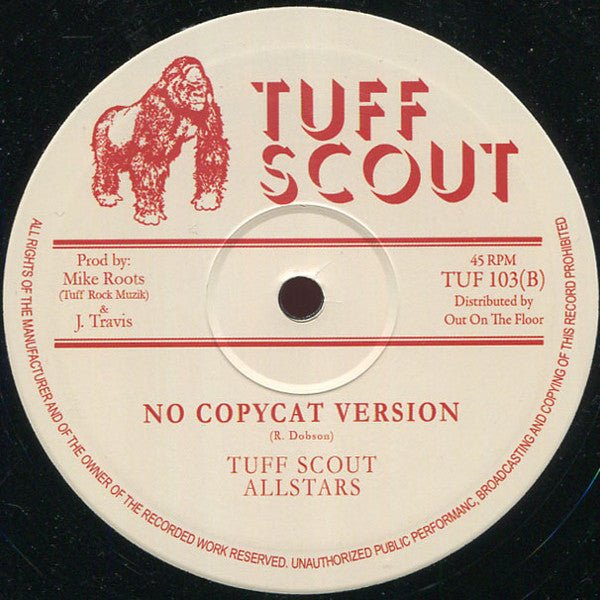 TUFF
SCOUT
Prod by:
Mike Roots
(Tuff Rock Muzik)
&
J. Travis
45 RPM
TUF 103(B)
Distributed by
Out On The Floor
NO COPYCAT VERSION
(R. Dobson)
TUFF SCOUT
ALLSTARS
ALL RIGHTS OF THE MANUFACTURER AND OF THE OWNER OF THE RECORDED WORK RESERVED. UNAUTHORIZED PUBLIC PERFORMANC, BROADCASTING AND COPYING OF THIS RECORD PROHIBITED